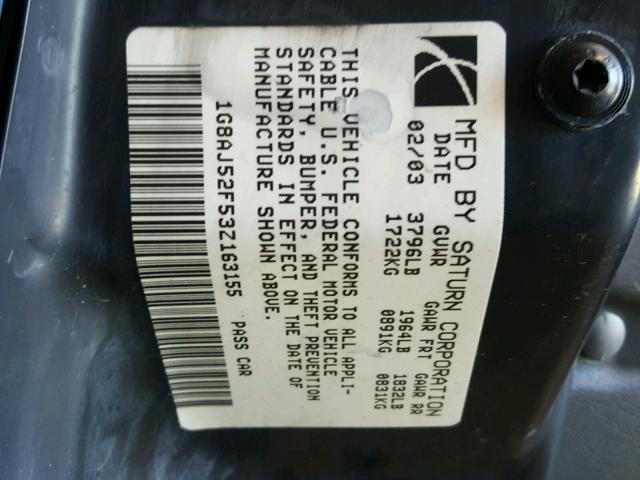 MFD BY SATURN CORPORATION
DATE GVWR GAWR FRT GAWR RR
02/03 3796LB 1964LB 1832LB
1722KG 0891KG 0831KG
THIS VEHICLE CONFORMS TO ALL APPLI-
CABLE U.S. FEDERAL MOTOR VEHICLE
SAFETY, BUMPER, AND THEFT PREVENTION
STANDARDS IN EFFECT ON THE DATE OF
MANUFACTURE SHOWN ABOVE.
1G8AJ52F53Z163155 PASS CAR